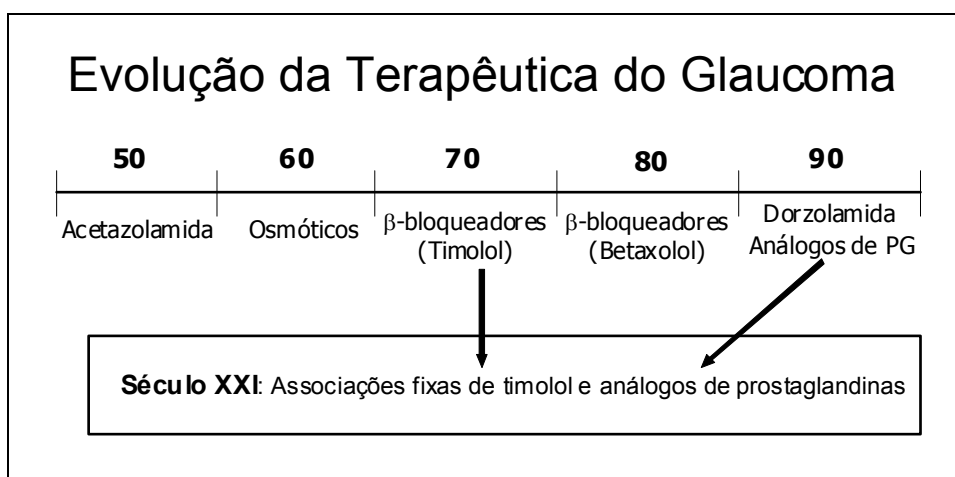 Evolução da Terapêutica do Glaucoma
50 60 70 80 90
Acetazolamida Osmóticos β-bloqueadores β-bloqueadores Dorzolamida
(Timolol) (Betaxolol) Análogos de PG
Século XXI: Associações fixas de timolol e análogos de prostaglandinas